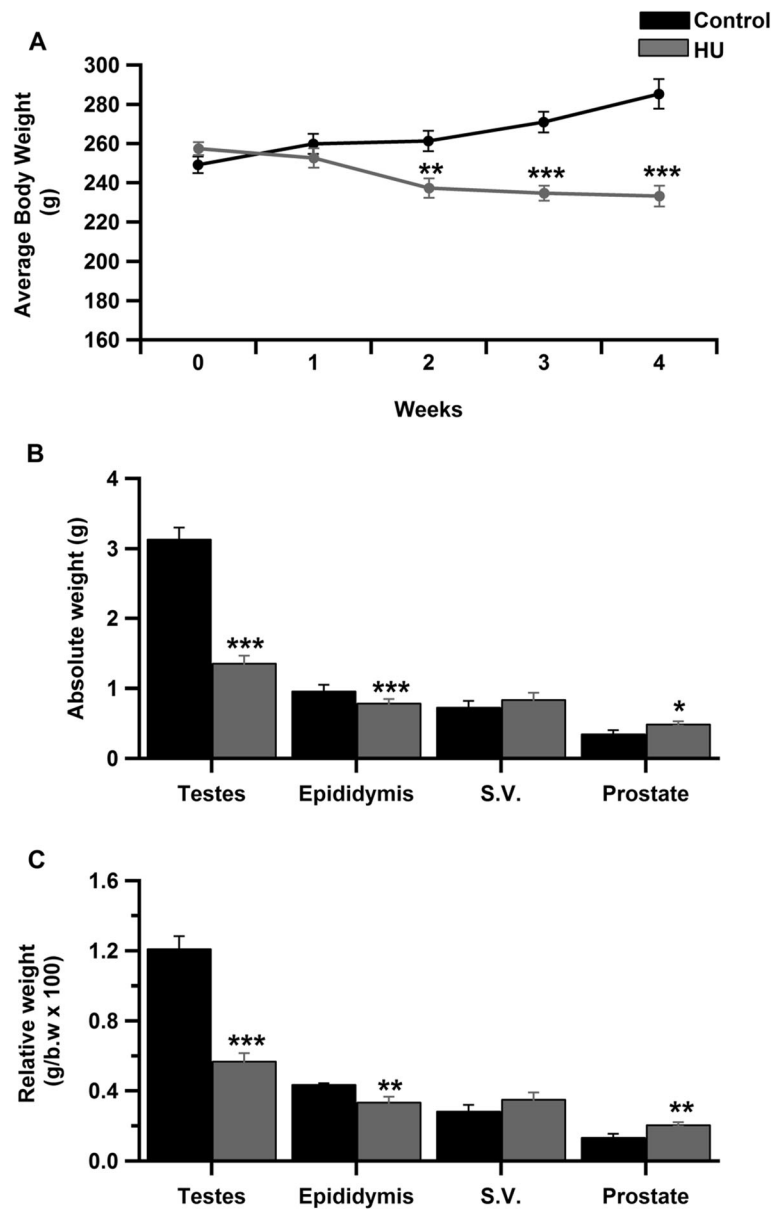 Control
HU
A
300
280
260
240
220
200
180
160
Average Body Weight
(g)
**
***
***
0 1 2 3 4
Weeks
B
4
3
2
1
0
Absolute weight (g)
***
***
*
Testes Epididymis S.V. Prostate
C
1.6
1.2
0.8
0.4
0.0
Relative weight
(g/b.w x 100)
***
**
**
Testes Epididymis S.V. Prostate